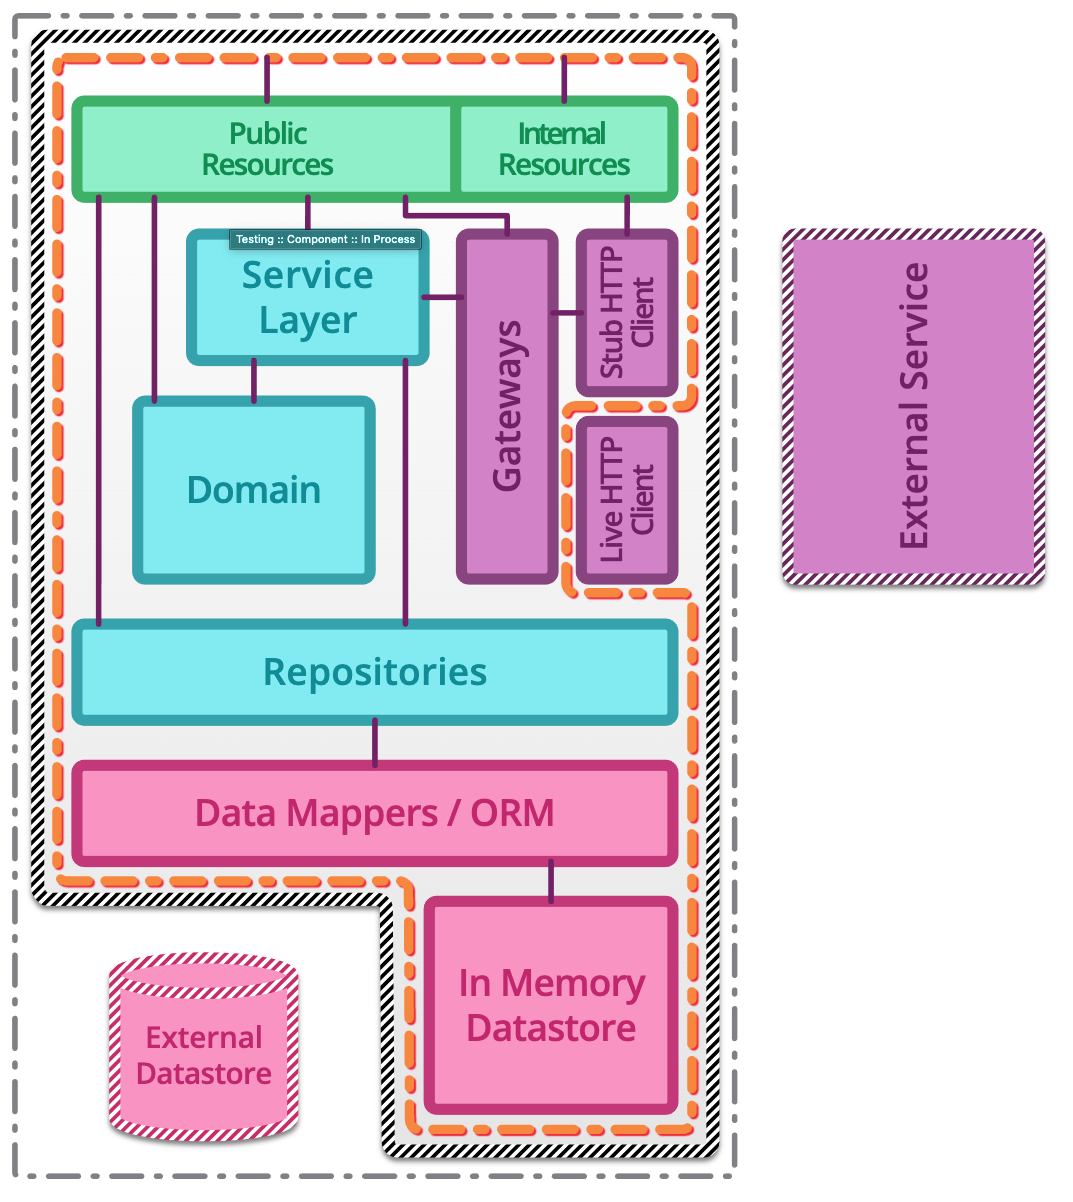 Public
Resources
Internal
Resources
Testing :: Component :: In Process
Service
Layer
Gateways
Stub HTTP
Client
External Service
Live HTTP
Client
Domain
Repositories
Data Mappers / ORM
In Memory
Datastore
External
Datastore